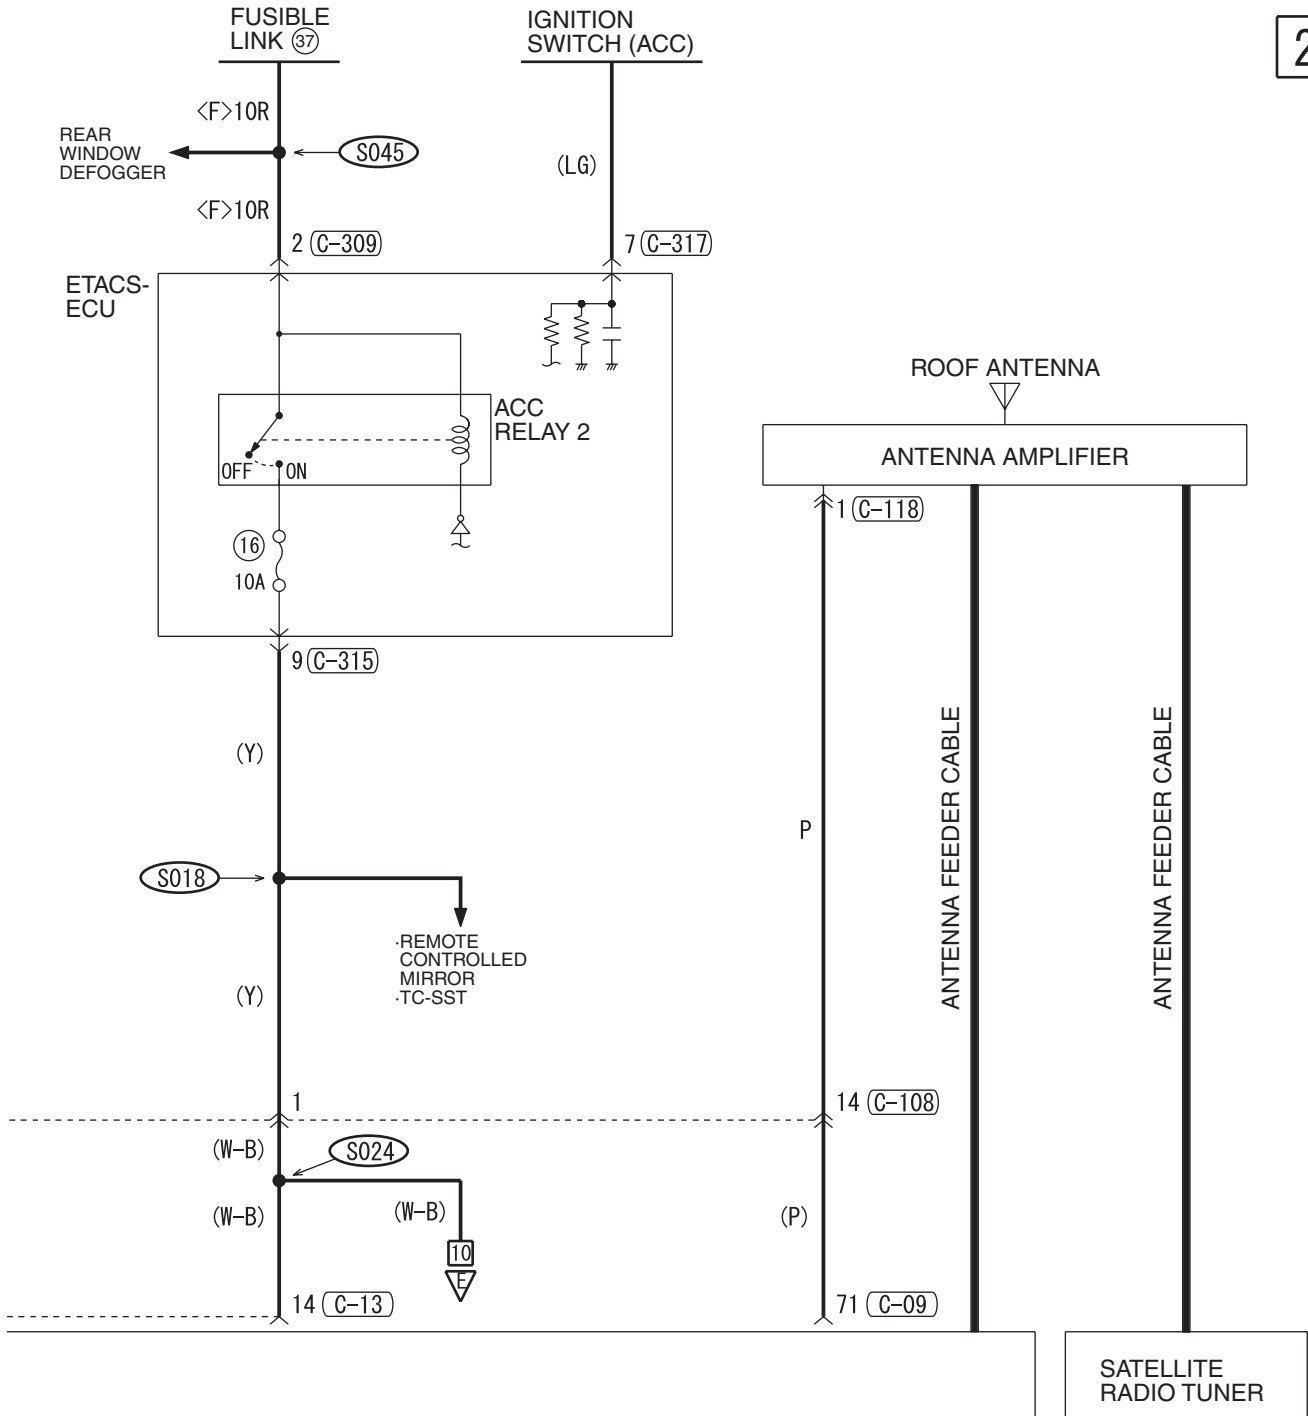 FUSIBLE
LINK 37
IGNITION
SWITCH (ACC)
2
<F>10R
REAR
WINDOW
DEFOGGER
S045
(LG)
<F>10R
2 C-309
7 C-317
ETACS-
ECU
ROOF ANTENNA
ACC
RELAY 2
ANTENNA AMPLIFIER
OFF ON
1 C-118
16
10A
9 C-315
(Y)
ANTENNA FEEDER CABLE
ANTENNA FEEDER CABLE
P
S018
·REMOTE
CONTROLLED
MIRROR
·TC-SST
(Y)
1
14 C-108
(W-B)
S024
(W-B)
(W-B)
(P)
10
E
14 C-13
71 C-09
SATELLITE
RADIO TUNER